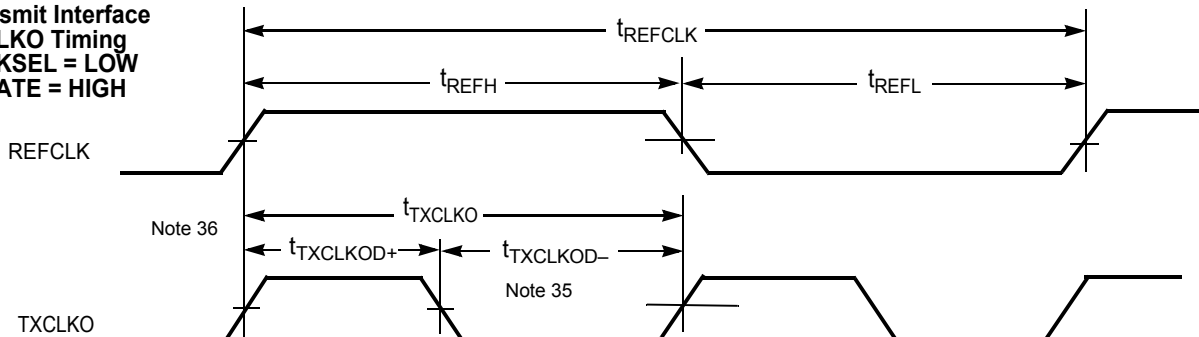 smit Interface
LKO Timing
KSEL = LOW
ATE = HIGH
tREFCLK
tREFH
tREFL
REFCLK
Note 36
tTXCLKO
tTXCLKOD+
tTXCLKOD–
Note 35
TXCLKO